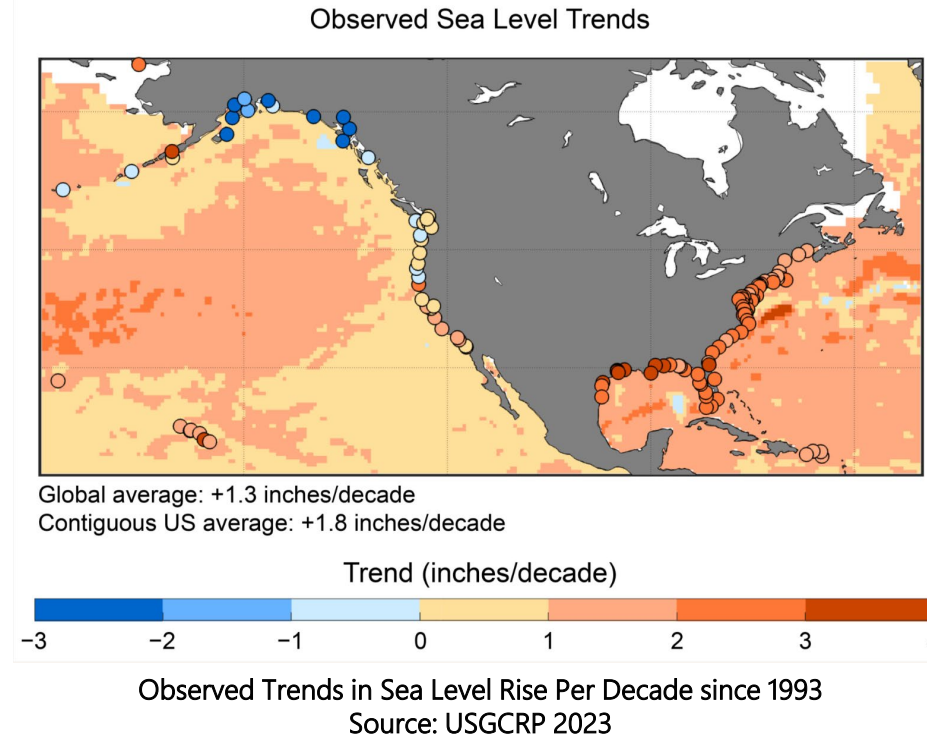 Observed Sea Level Trends
Global average: +1.3 inches/decade
Contiguous US average: +1.8 inches/decade
Trend (inches/decade)
−3 −2 −1 0 1 2 3
Observed Trends in Sea Level Rise Per Decade since 1993
Source: USGCRP 2023